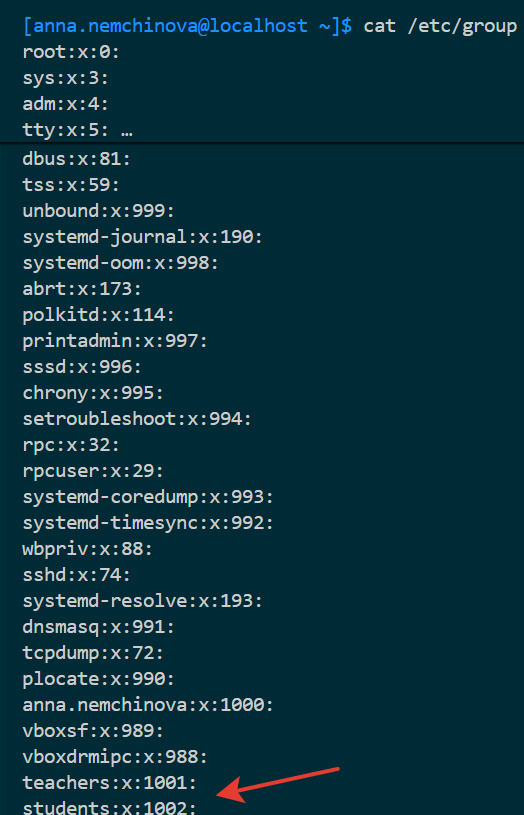 [anna.nemchinova@localhost ~]$ cat /etc/group
root:x:0:
sys:x:3:
adm:x:4:
tty:x:5: …
dbus:x:81:
tss:x:59:
unbound:x:999:
systemd-journal:x:190:
systemd-oom:x:998:
abrt:x:173:
polkitd:x:114:
printadmin:x:997:
sssd:x:996:
chrony:x:995:
setroubleshoot:x:994:
rpc:x:32:
rpcuser:x:29:
systemd-coredump:x:993:
systemd-timesync:x:992:
wbpriv:x:88:
sshd:x:74:
systemd-resolve:x:193:
dnsmasq:x:991:
tcpdump:x:72:
plocate:x:990:
anna.nemchinova:x:1000:
vboxsf:x:989:
vboxdrmipc:x:988:
teachers:x:1001:
students:x:1002: